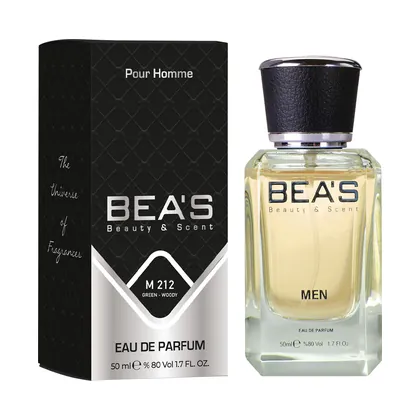 Pour Homme
The
Universe
of
Fragrances
BEA'S
Beauty & Scent
M 212
GREEN - WOODY
EAU DE PARFUM
50 ml ℮ % 80 Vol 1.7 FL. OZ.
BEA'S
Beauty & Scent
MEN
EAU DE PARFUM
50ml ℮ %80 Vol 1.7 Fl. OZ